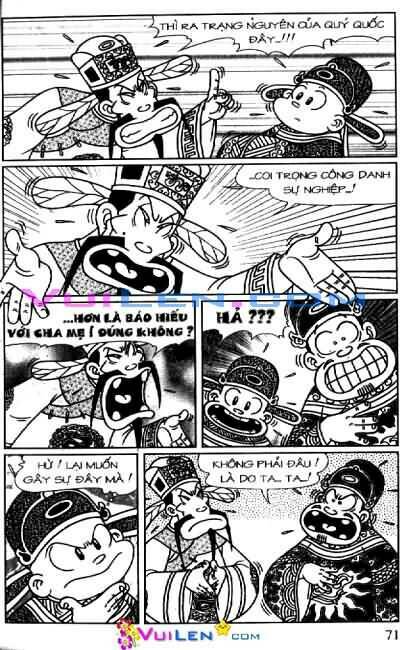 THÌ RA TRẠNG NGUYÊN CỦA QUÝ QUỐC
ĐÂY...!!!
...COI TRỌNG CÔNG DANH
SỰ NGHIỆP...!
VuiLen.com
...HƠN LÀ BÁO HIẾU
VỚI CHA MẸ Í ĐÚNG KHÔNG?
HẢ ???
HỪ! LẠI MUỐN
GÂY SỰ ĐÂY MÀ!
KHÔNG PHẢI ĐÂU!
LÀ DO TA... TA...!
71
VuiLen.com